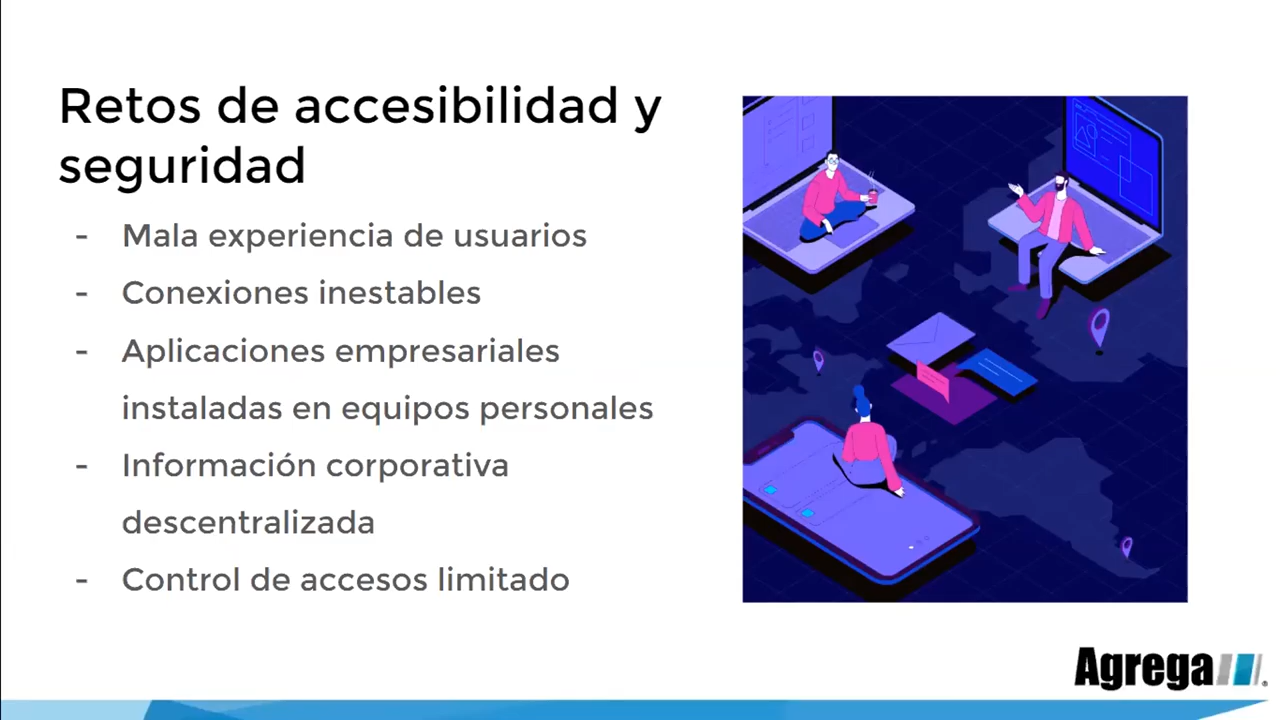 Retos de accesibilidad y
seguridad
- Mala experiencia de usuarios
- Conexiones inestables
- Aplicaciones empresariales
instaladas en equipos personales
- Información corporativa
descentralizada
- Control de accesos limitado
Agrega